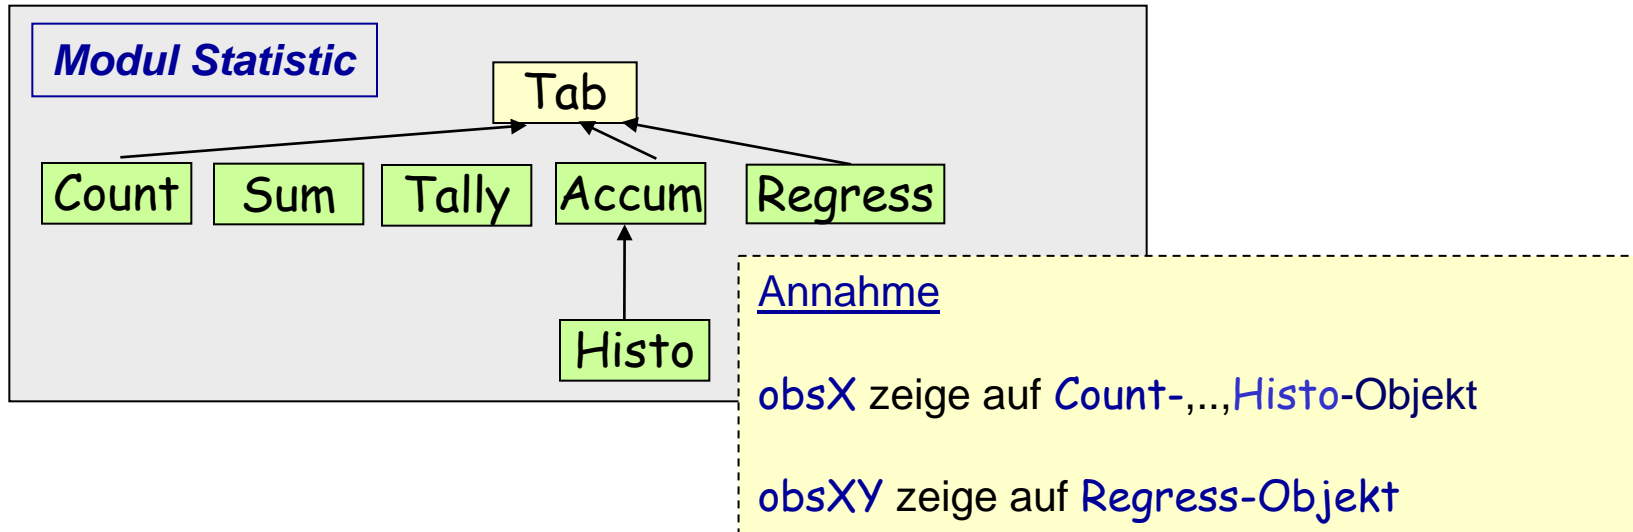 Modul Statistic
Tab
Count Sum Tally Accum Regress
Histo
Annahme
obsX zeige auf Count-,..,Histo-Objekt
obsXY zeige auf Regress-Objekt